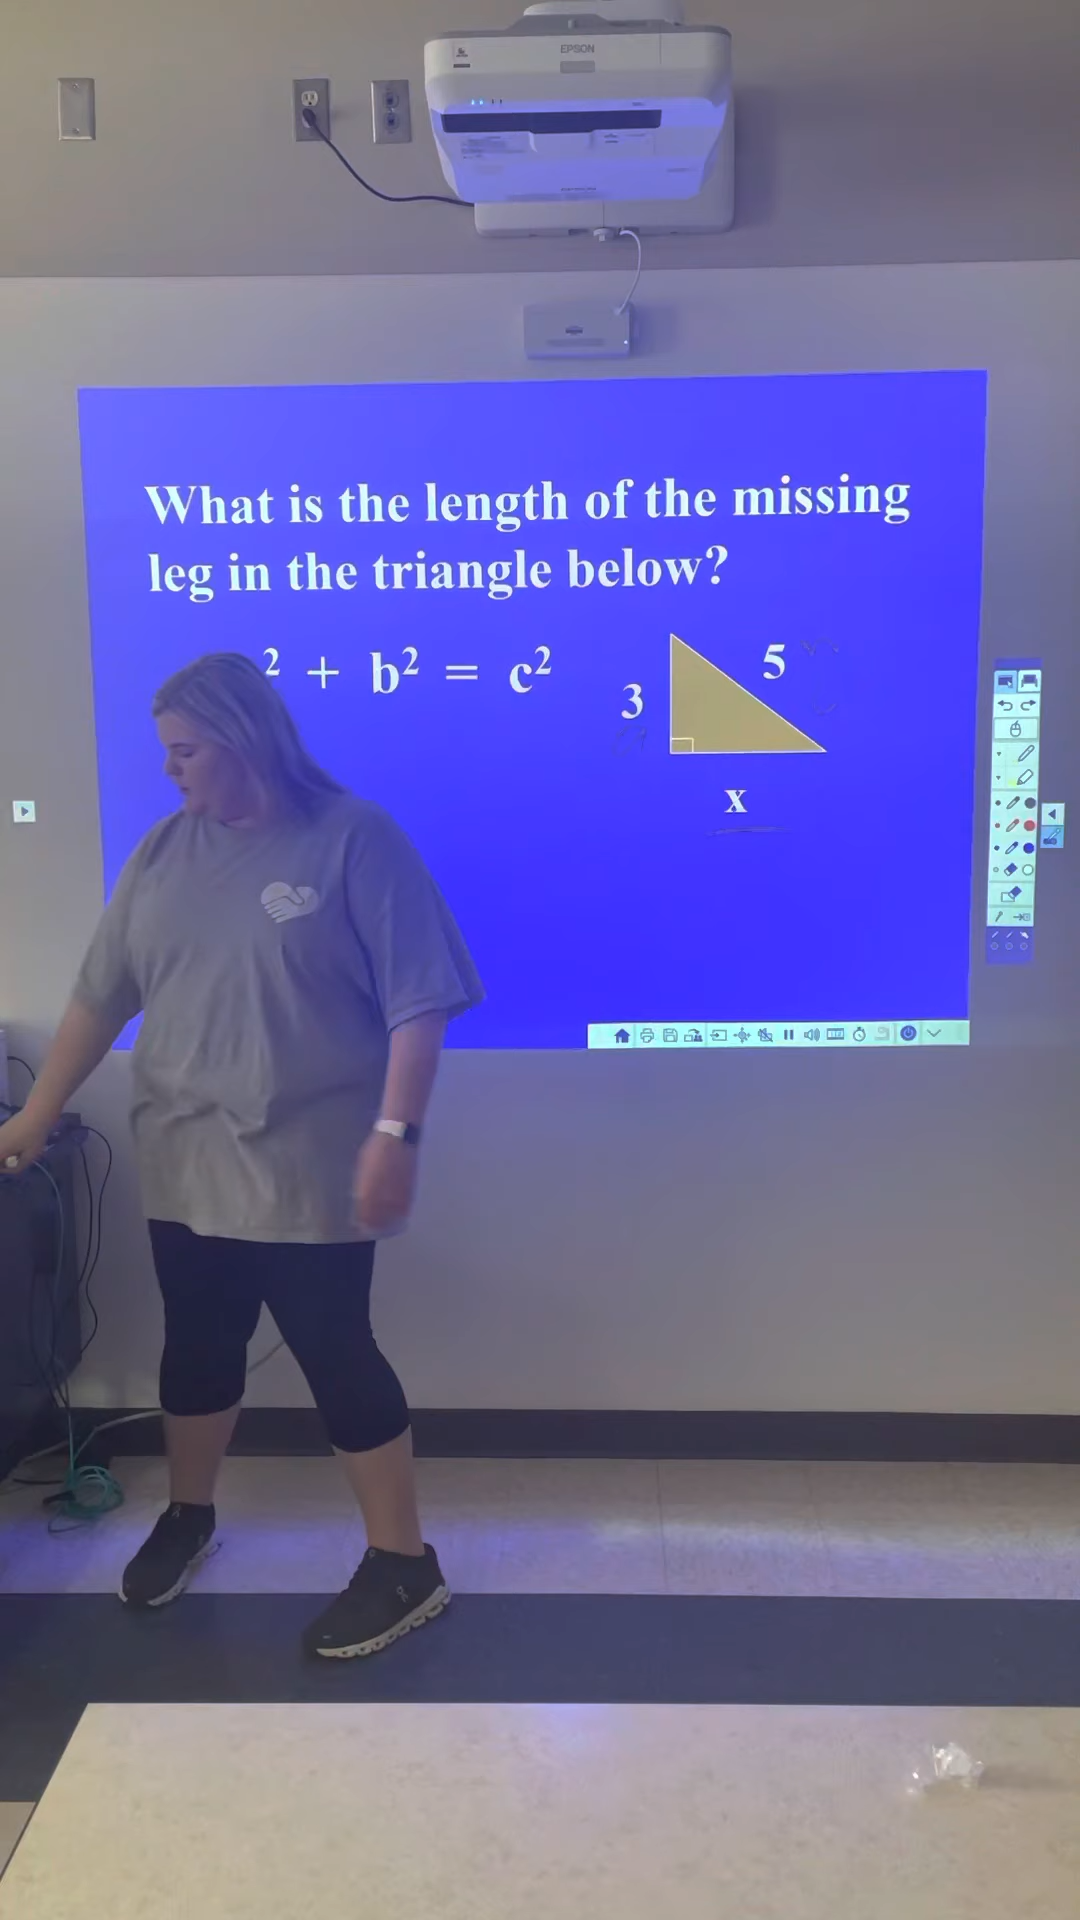 EPSON
What is the length of the missing
leg in the triangle below?
² + b² = c²
5
3
x